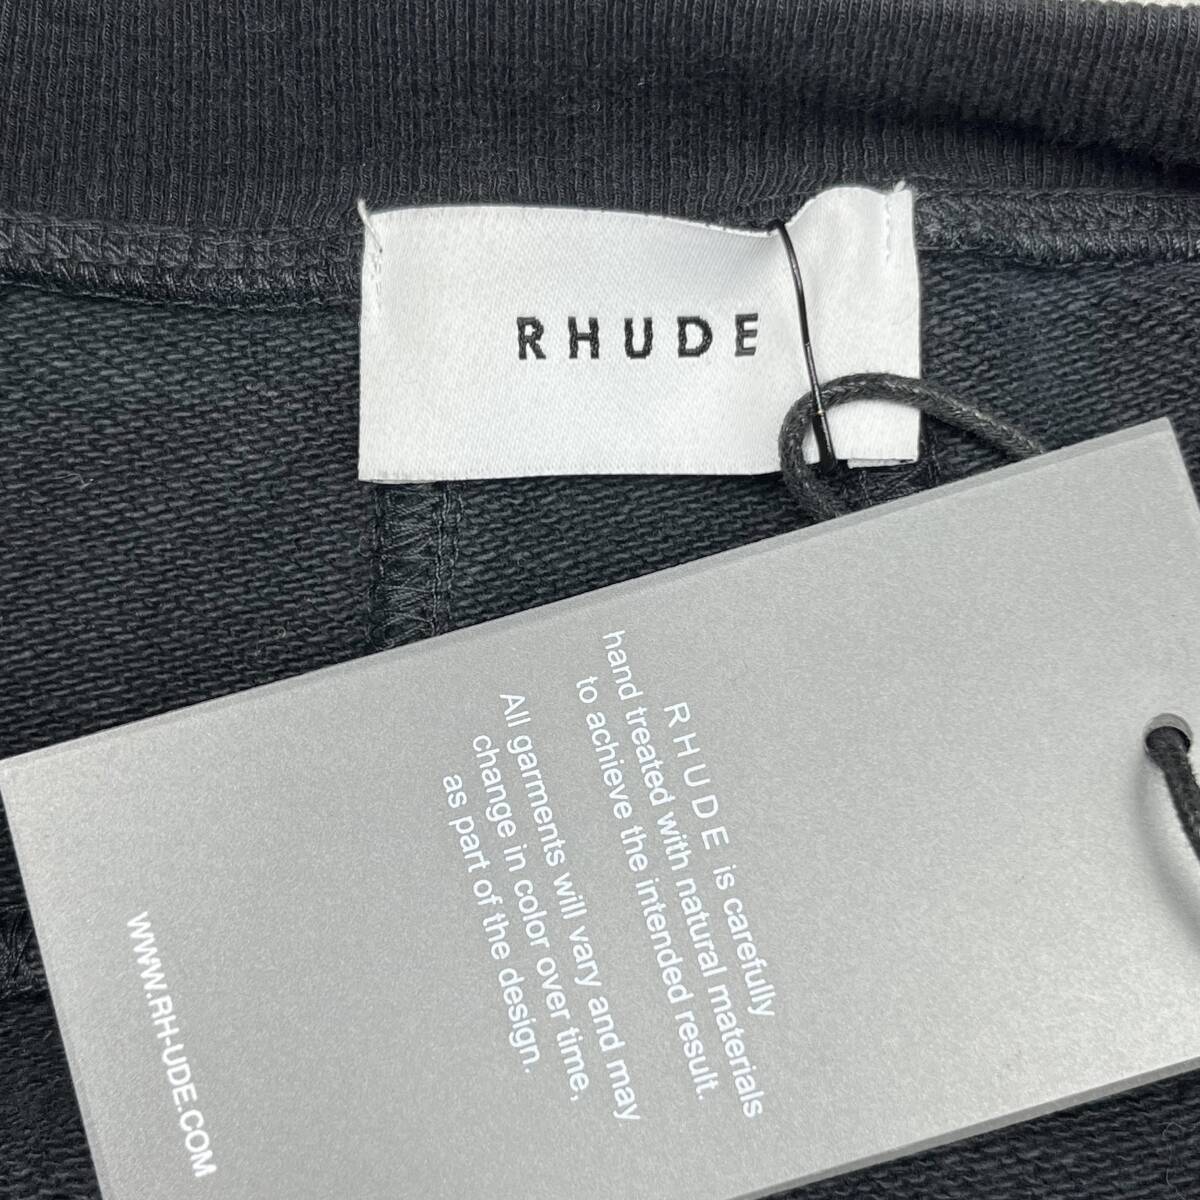 RHUDE
RHUDE is carefully
hand treated with natural materials
to achieve the intended result.
All garments will vary and may
change in color over time,
as part of the design.
WWW.RH-UDE.COM